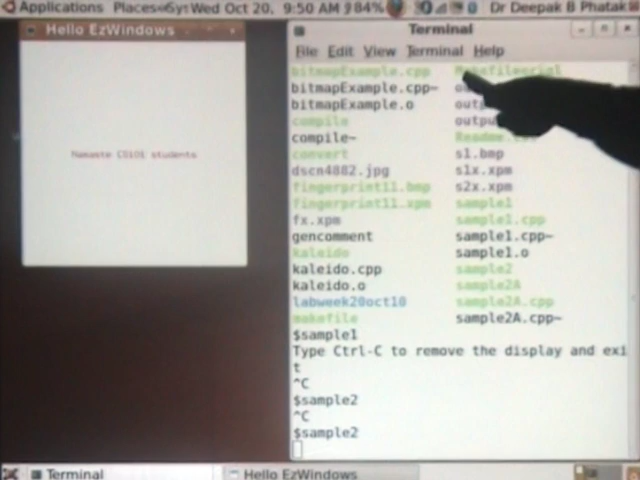 Applications Places Sys Wed Oct 20, 9:50 AM 84% Dr Deepak B Phatak
Hello EzWindows
Namaste CS101 students
Terminal
File Edit View Terminal Help
bitmapExample.cpp
bitmapExample.cpp~
bitmapExample.o
compile
compile~
convert
dscn4882.jpg
fingerprint11.bmp
fingerprint11.xpm
fx.xpm
gencomment
kaleido
kaleido.cpp
kaleido.o
labweek20oct10
makefile
outp
outpu
s1.bmp
s1x.xpm
s2x.xpm
sample1
sample1.cpp
sample1.cpp~
sample1.o
sample2
sample2A
sample2A.cpp
sample2A.cpp~
$sample1
Type Ctrl-C to remove the display and exi
t
^C
$sample2
^C
$sample2
Terminal
Hello EzWindows